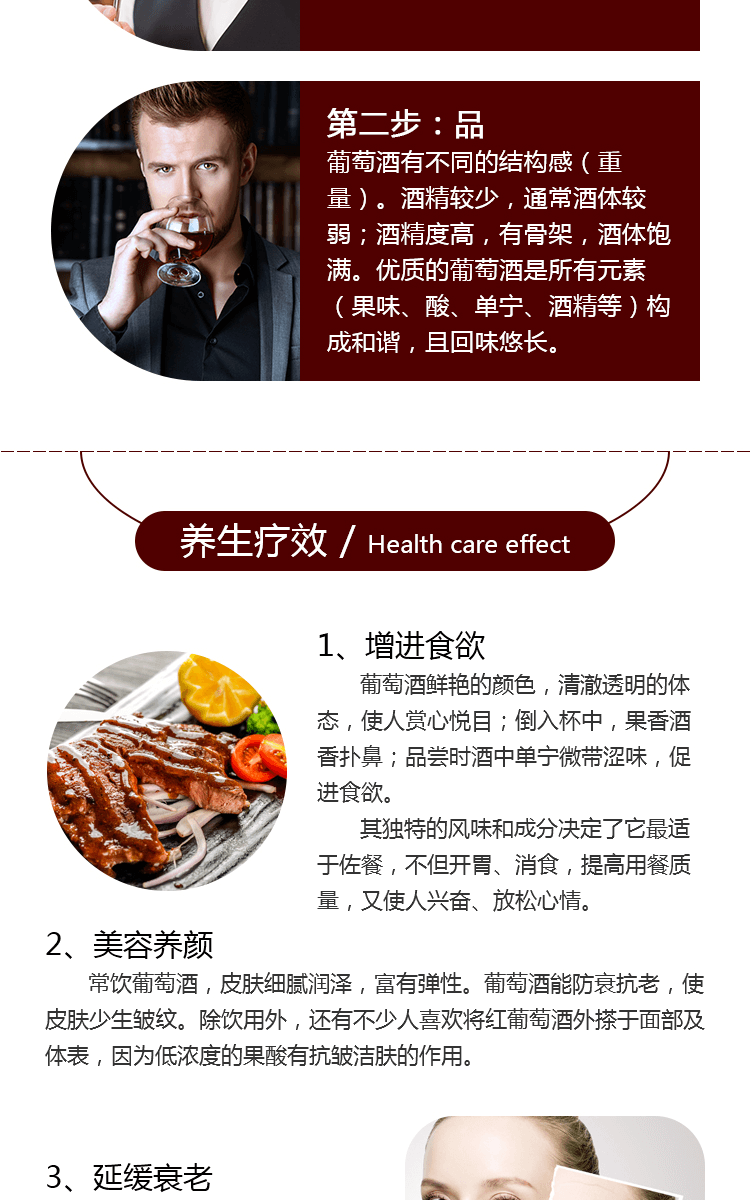 第二步：品
葡萄酒有不同的结构感（重
量）。酒精较少，通常酒体较
弱；酒精度高，有骨架，酒体饱
满。优质的葡萄酒是所有元素
（果味、酸、单宁、酒精等）构
成和谐，且回味悠长。
养生疗效 / Health care effect
1、增进食欲
葡萄酒鲜艳的颜色，清澈透明的体
态，使人赏心悦目；倒入杯中，果香酒
香扑鼻；品尝时酒中单宁微带涩味，促
进食欲。
其独特的风味和成分决定了它最适
于佐餐，不但开胃、消食，提高用餐质
量，又使人兴奋、放松心情。
2、美容养颜
常饮葡萄酒，皮肤细腻润泽，富有弹性。葡萄酒能防衰抗老，使
皮肤少生皱纹。除饮用外，还有不少人喜欢将红葡萄酒外搽于面部及
体表，因为低浓度的果酸有抗皱洁肤的作用。
3、延缓衰老